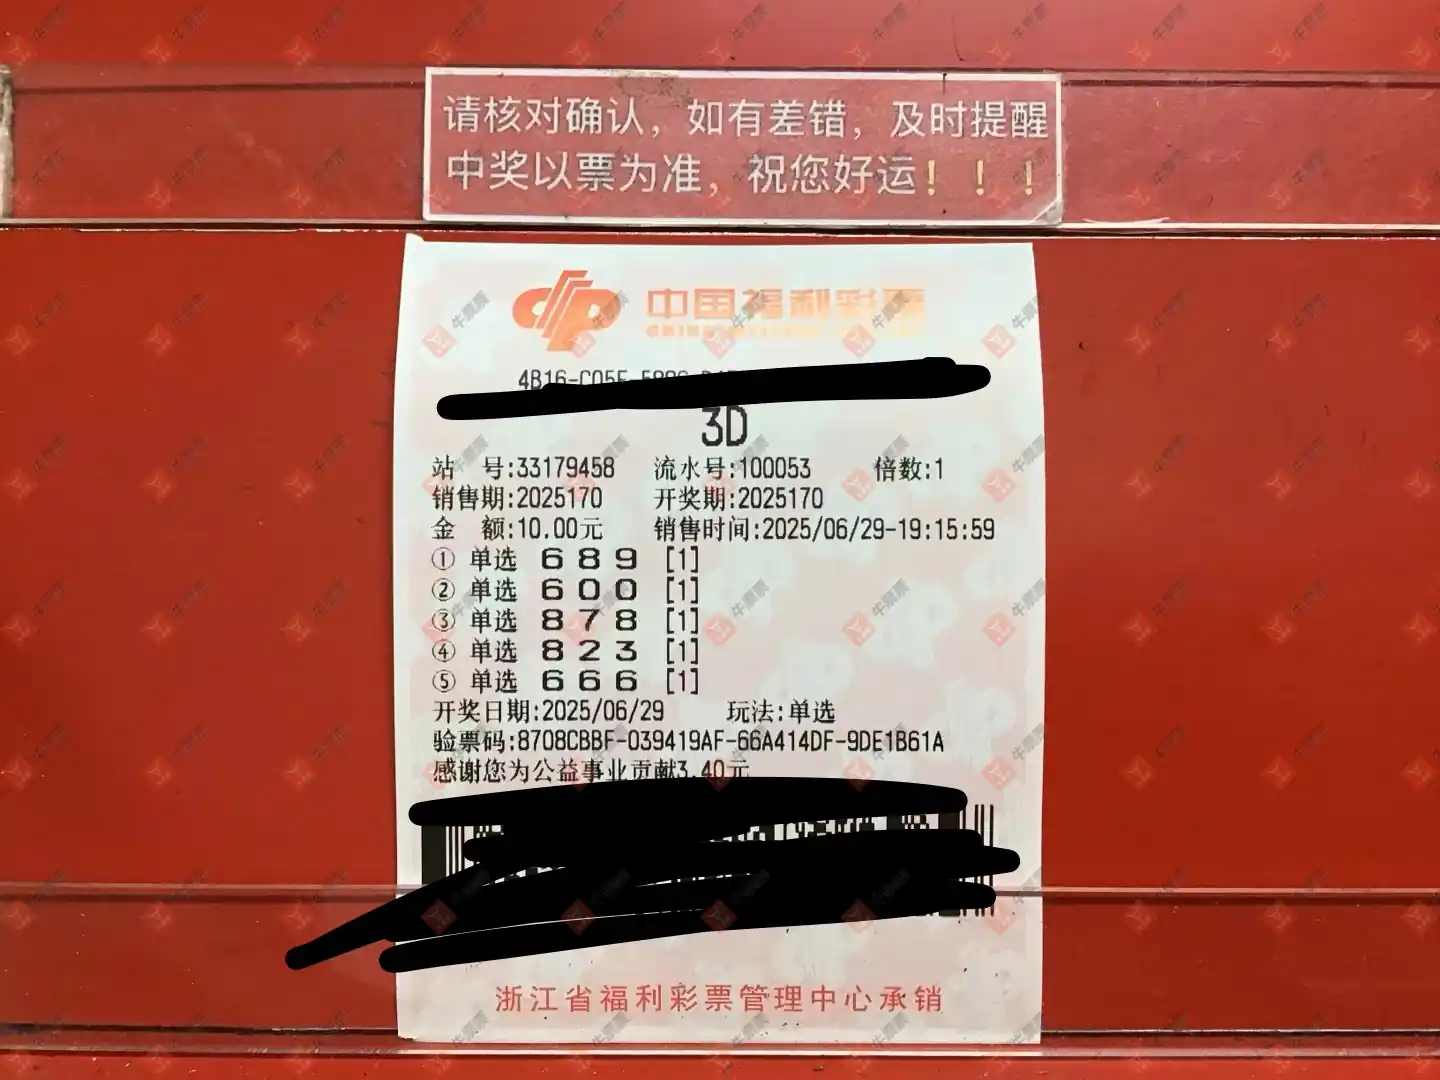 请核对确认，如有差错，及时提醒
中奖以票为准，祝您好运！！！
中国福利彩票
4B16-C05F
3D
站 号:33179458 流水号:100053 倍数:1
销售期:2025170 开奖期:2025170
金 额:10.00元 销售时间:2025/06/29-19:15:59
① 单选 6 8 9 [1]
② 单选 6 0 0 [1]
③ 单选 8 7 8 [1]
④ 单选 8 2 3 [1]
⑤ 单选 6 6 6 [1]
开奖日期:2025/06/29 玩法:单选
验票码:8708CBBF-039419AF-66A414DF-9DE1B61A
感谢您为公益事业贡献3.40元
浙江省福利彩票管理中心承销